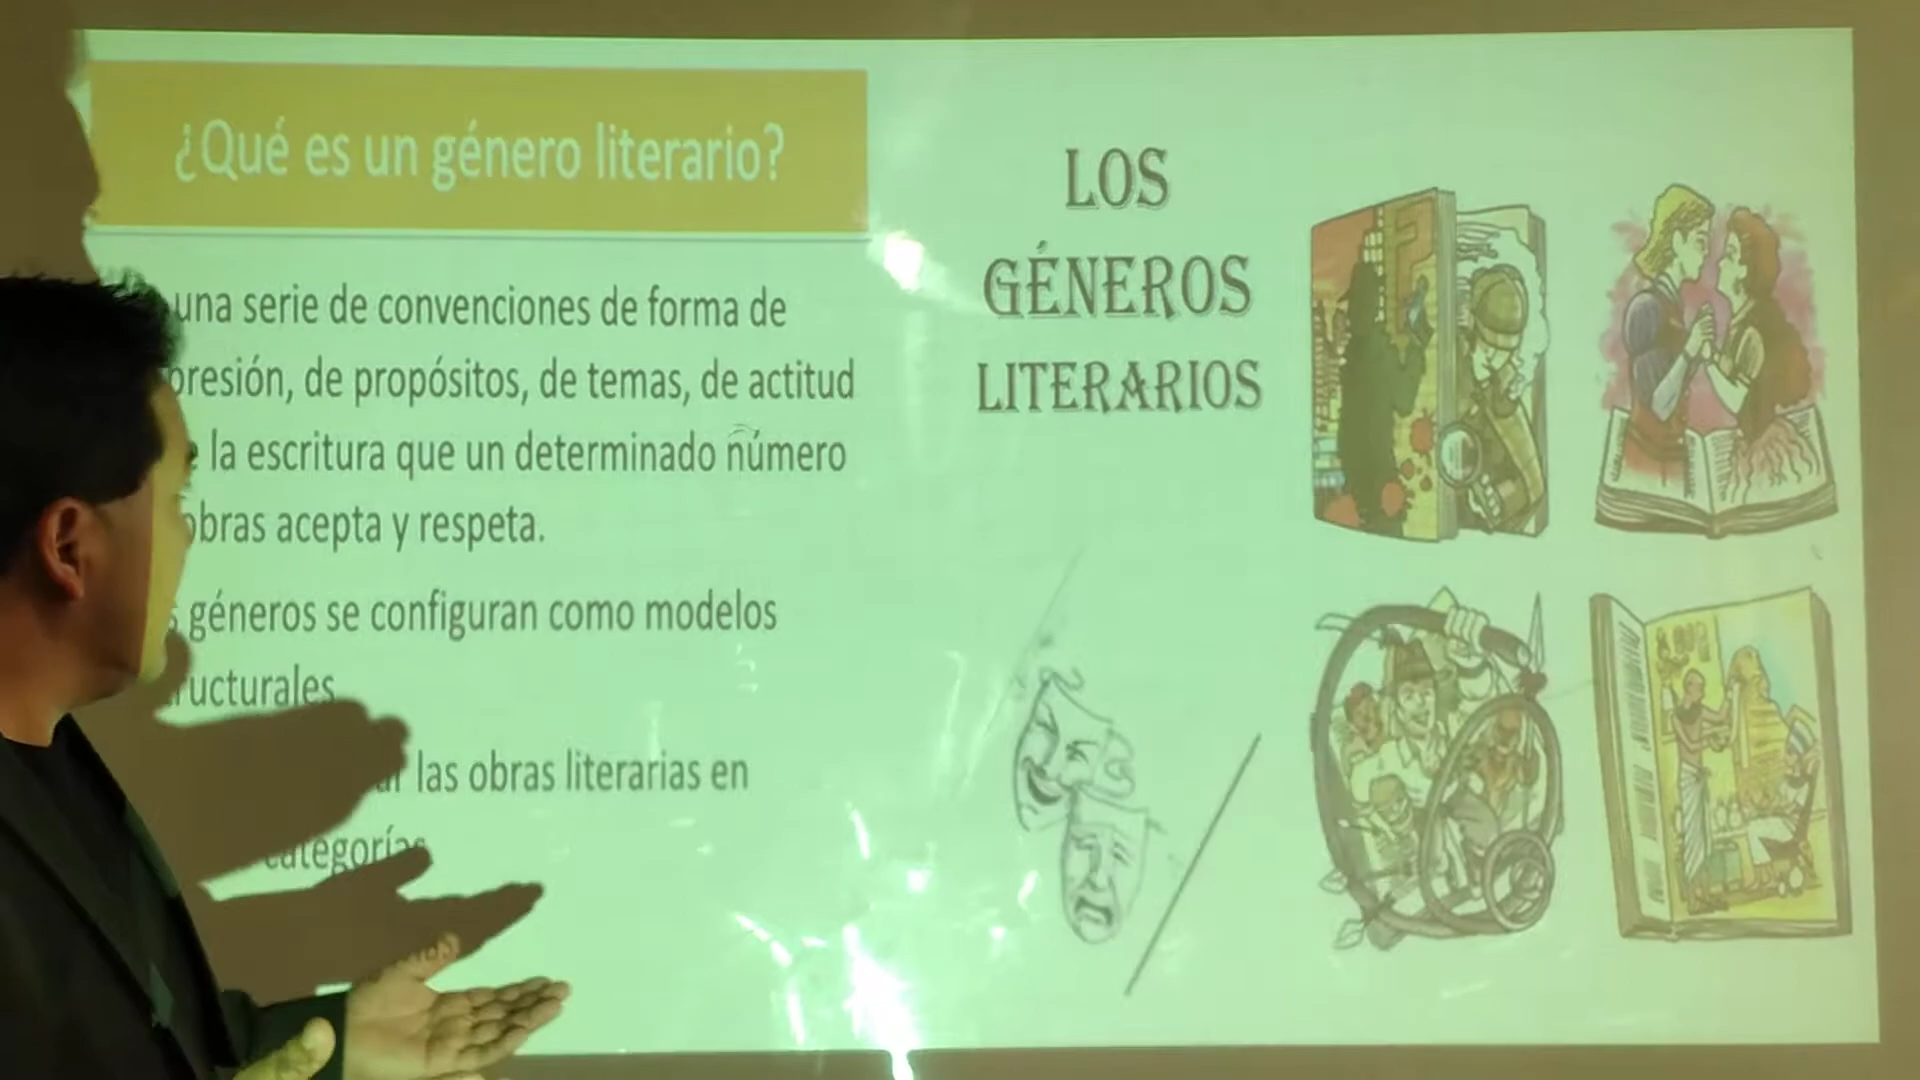 ¿Qué es un género literario?
una serie de convenciones de forma de
presión, de propósitos, de temas, de actitud
la escritura que un determinado número
obras acepta y respeta.
géneros se configuran como modelos
ructurales
las obras literarias en
categorías
LOS
GÉNEROS
LITERARIOS